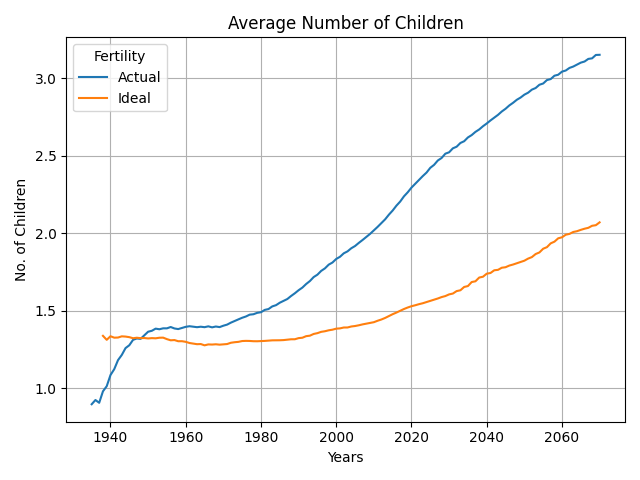 Average Number of Children
Fertility
Actual
Ideal
No. of Children
3.0
2.5
2.0
1.5
1.0
1940 1960 1980 2000 2020 2040 2060
Years